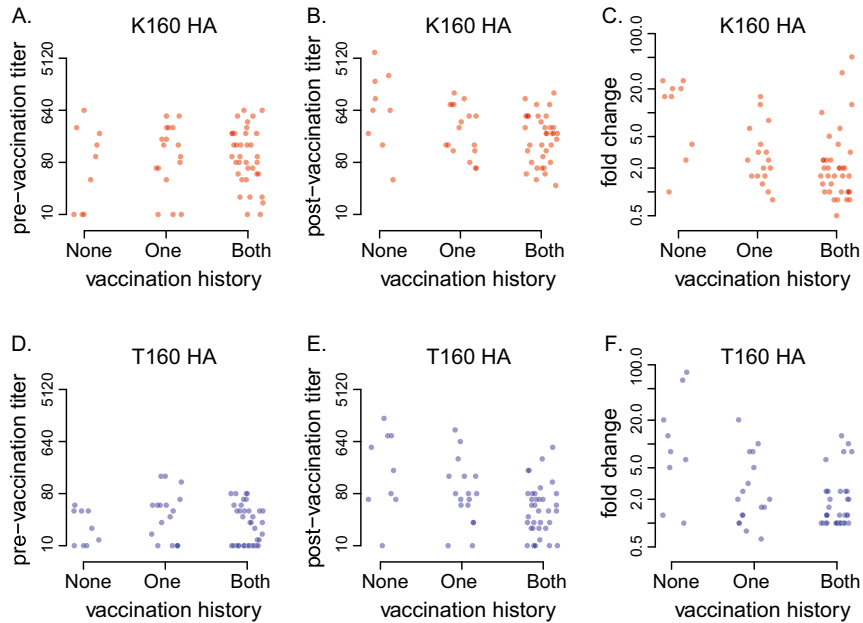 A.
K160 HA
pre−vaccination titer
5120
640
80
10
None One Both
vaccination history
B.
K160 HA
post−vaccination titer
5120
640
80
10
None One Both
vaccination history
C.
K160 HA
fold change
100.0
20.0
5.0
2.0
0.5
None One Both
vaccination history
D.
T160 HA
pre−vaccination titer
5120
640
80
10
None One Both
vaccination history
E.
T160 HA
post−vaccination titer
5120
640
80
10
None One Both
vaccination history
F.
T160 HA
fold change
100.0
20.0
5.0
2.0
0.5
None One Both
vaccination history